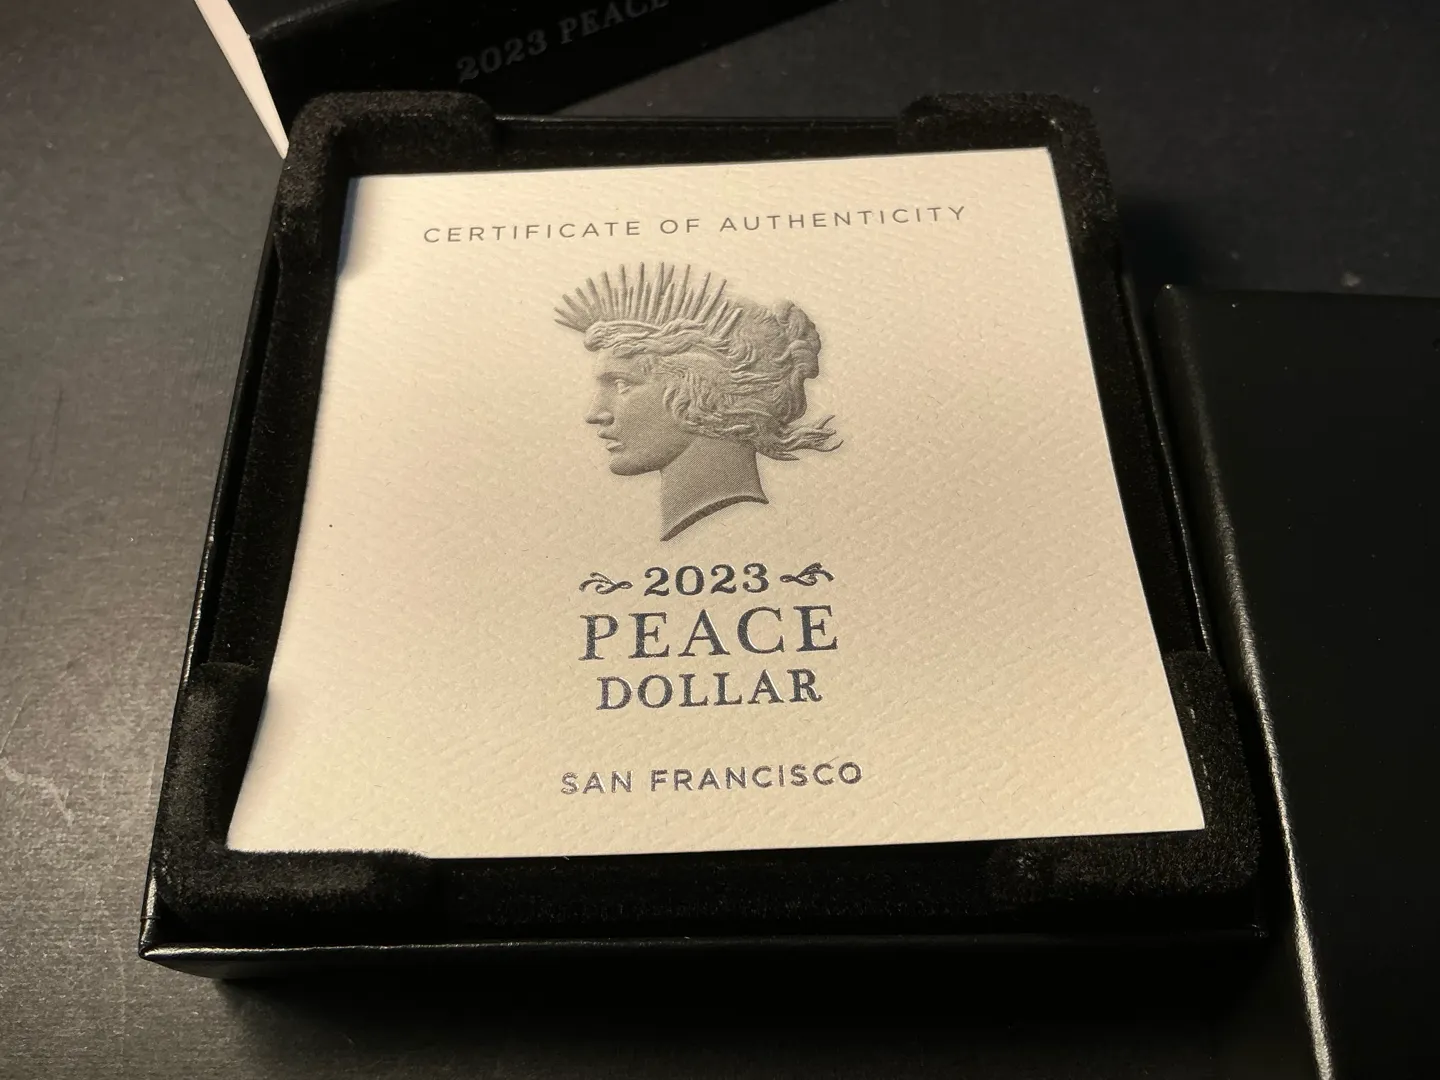 2023 PEACE
CERTIFICATE OF AUTHENTICITY
2023
PEACE
DOLLAR
SAN FRANCISCO